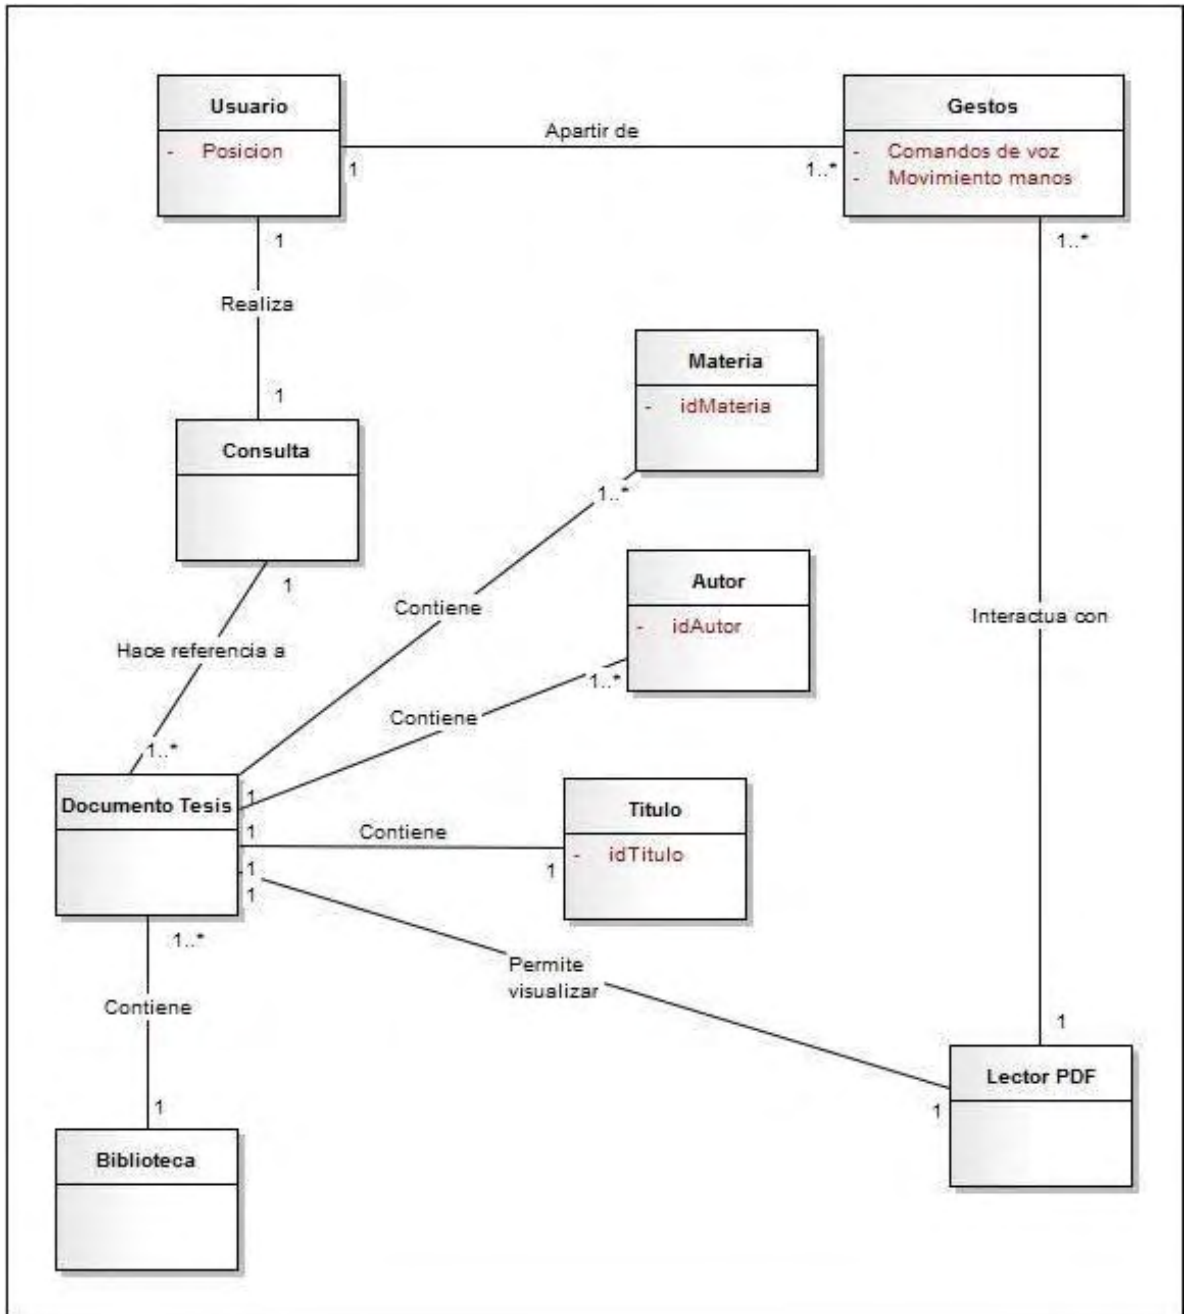 Usuario
- Posicion
Apartir de
1
1..*
Gestos
- Comandos de voz
- Movimiento manos
1
1..*
Realiza
1
Consulta
1
Materia
- idMateria
1..*
Autor
- idAutor
1..*
Contiene
Interactua con
Hace referencia a
Contiene
1..*
Documento Tesis
1
1
1
1
Contiene
1
Titulo
- idTitulo
1..*
Permite
visualizar
Contiene
1
1
1
Lector PDF
Biblioteca